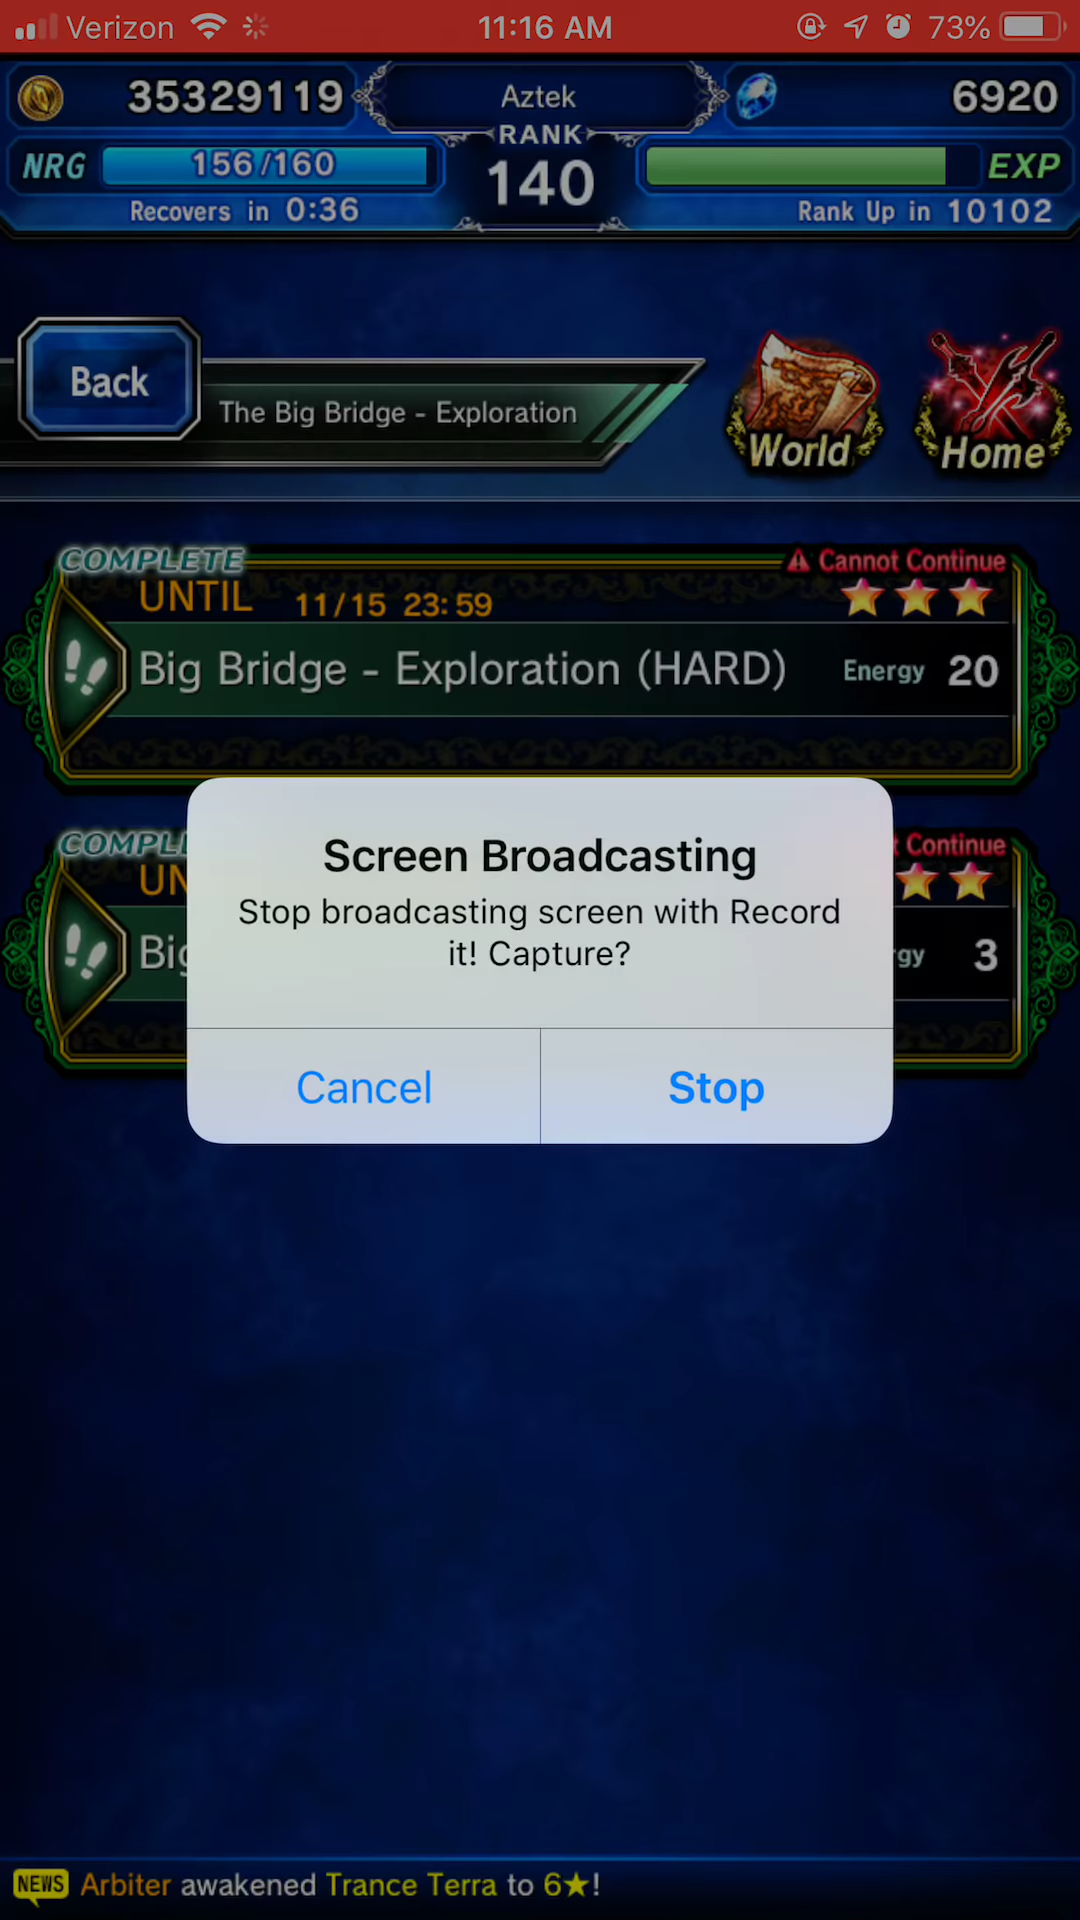 Verizon 11:16 AM 73%
35329119 Aztek 6920
RANK
NRG 156/160 140 EXP
Recovers in 0:36 Rank Up in 10102
Back
The Big Bridge - Exploration
World Home
COMPLETE Cannot Continue
UNTIL 11/15 23:59
Big Bridge - Exploration (HARD) Energy 20
Continue
3
Screen Broadcasting
Stop broadcasting screen with Record
it! Capture?
Cancel Stop
NEWS Arbiter awakened Trance Terra to 6★!